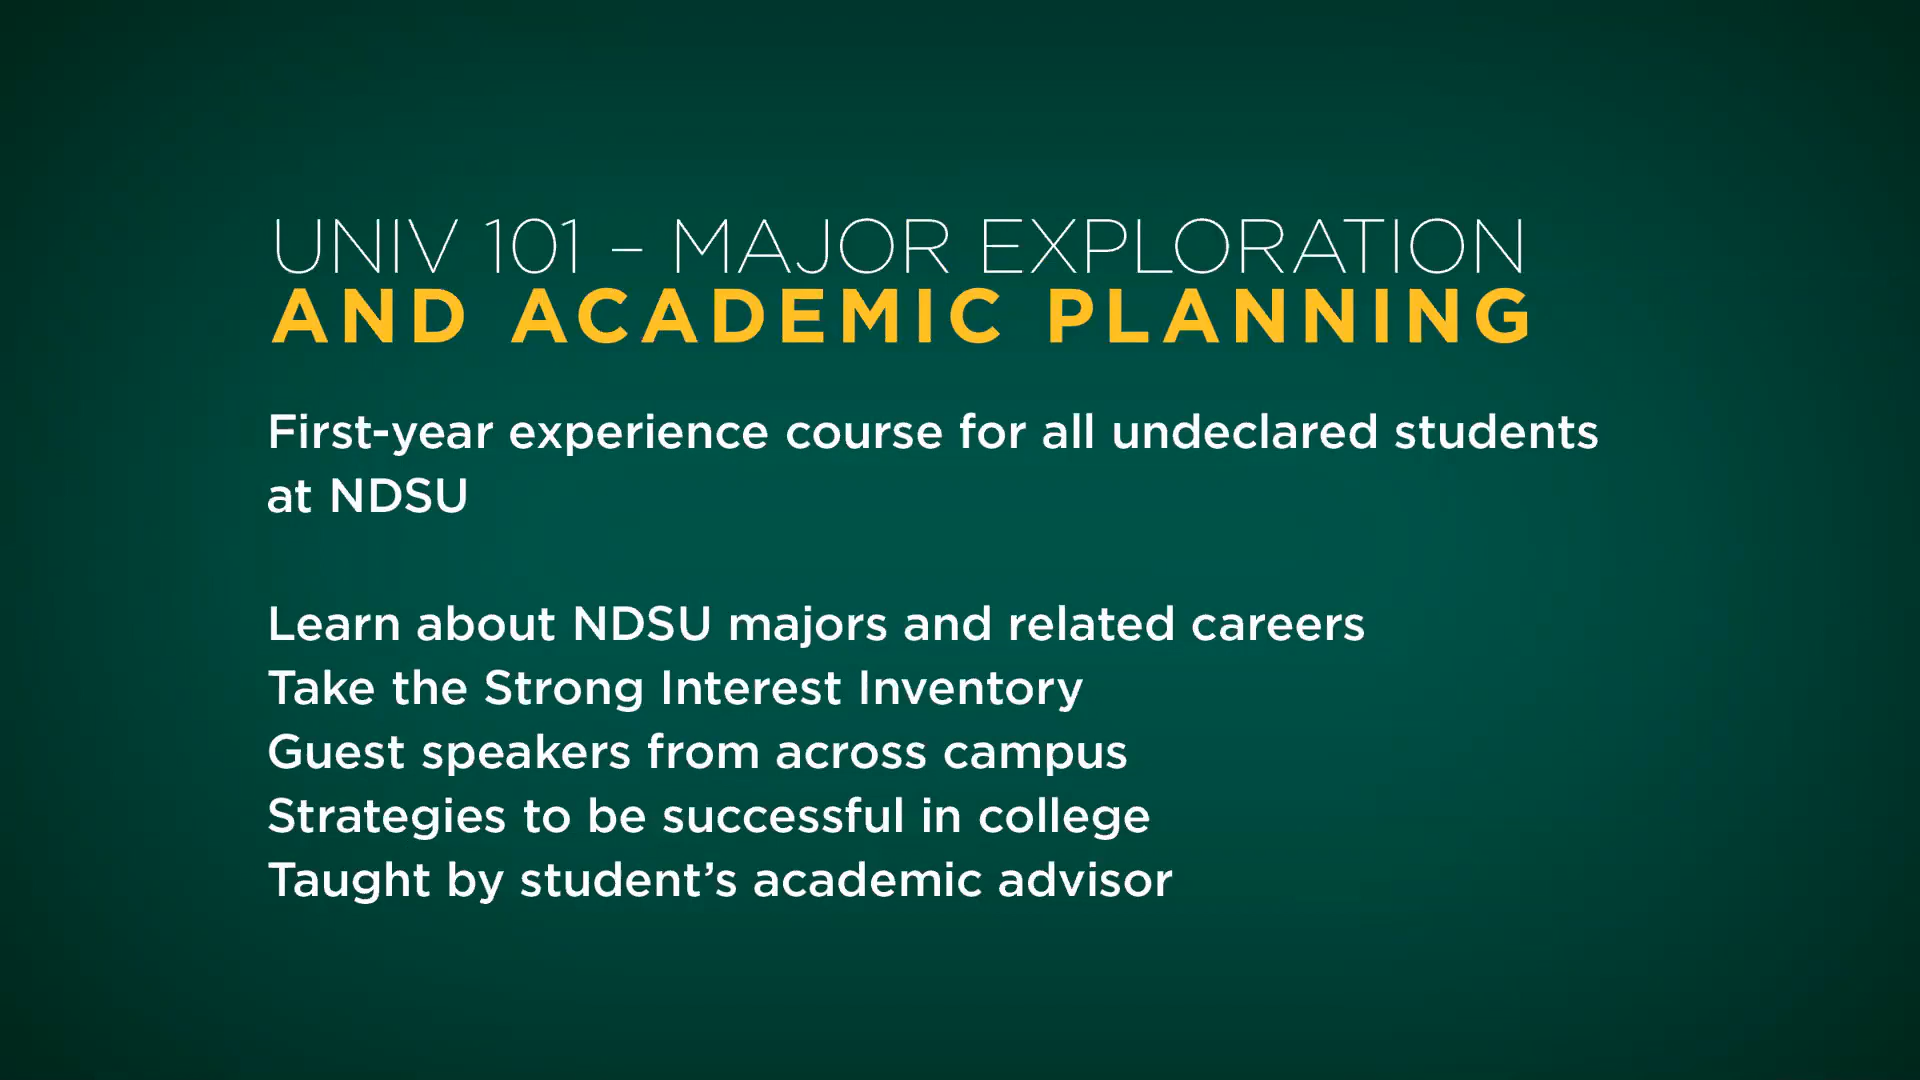 UNIV 101 – MAJOR EXPLORATION
AND ACADEMIC PLANNING
First-year experience course for all undeclared students
at NDSU
Learn about NDSU majors and related careers
Take the Strong Interest Inventory
Guest speakers from across campus
Strategies to be successful in college
Taught by student’s academic advisor